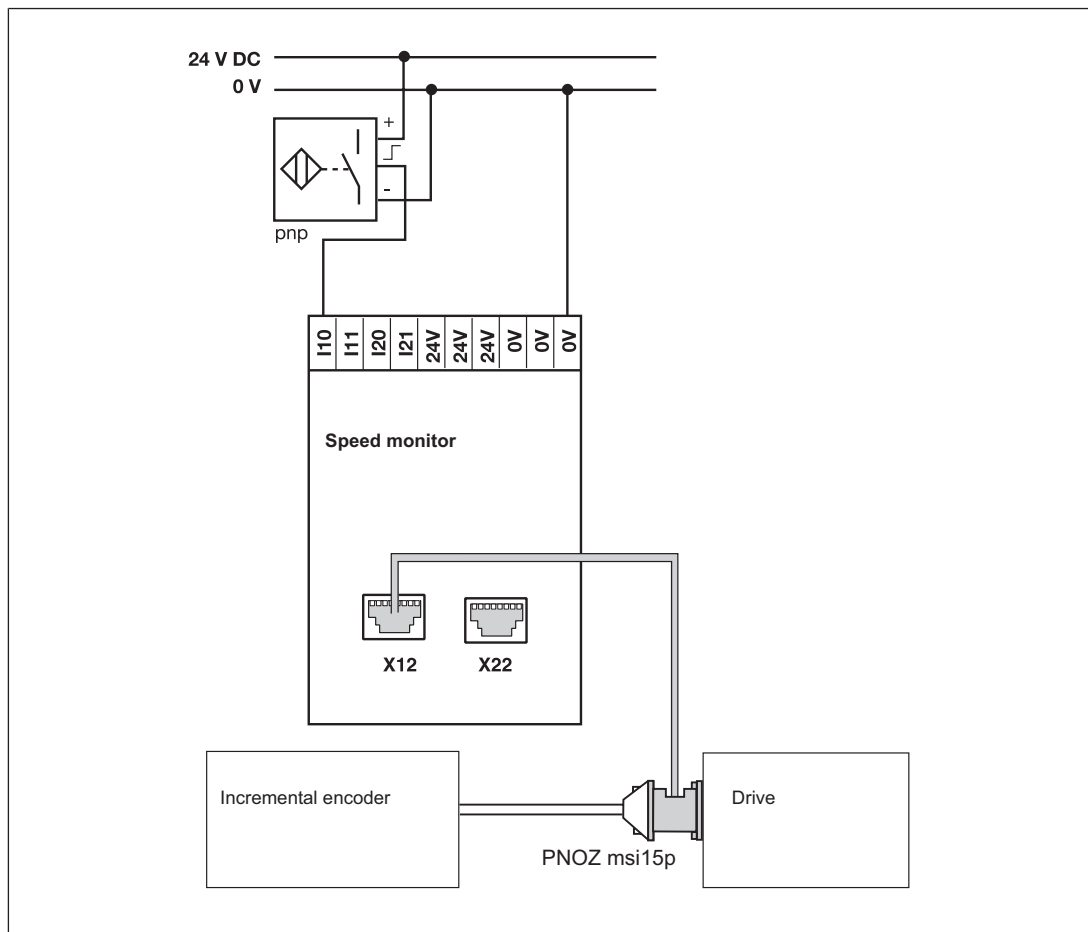 24 V DC
0 V
+
-
pnp
I10 I11 I20 I21 24V 24V 24V 0V 0V 0V
Speed monitor
X12 X22
Incremental encoder
Drive
PNOZ msi15p